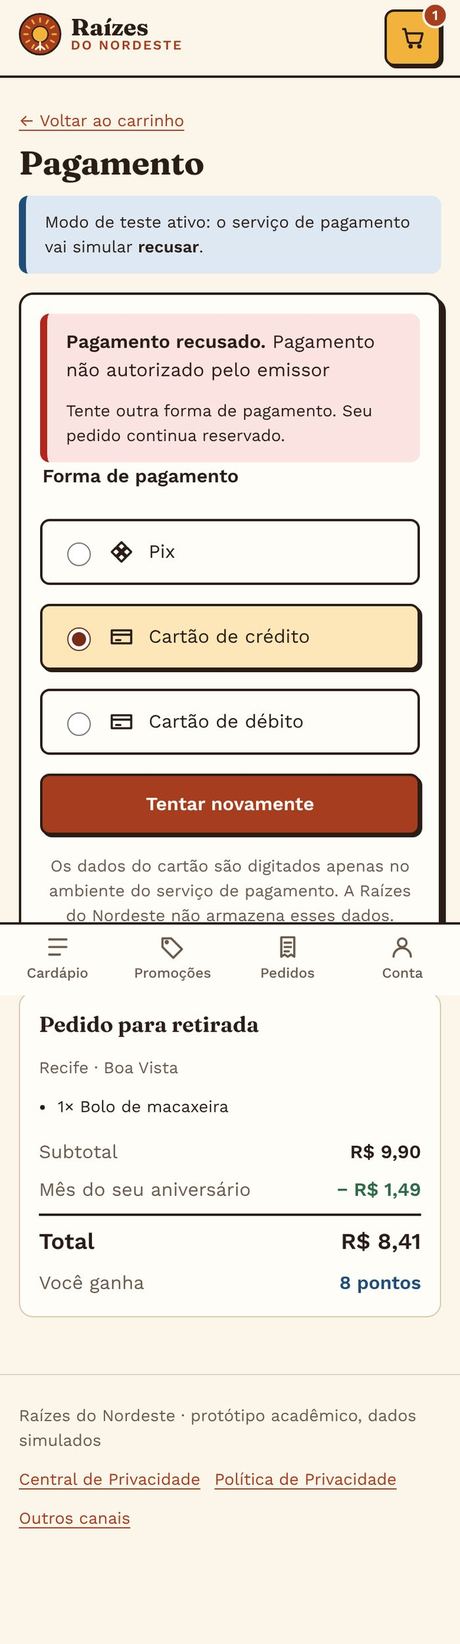 Raízes
DO NORDESTE
1
← Voltar ao carrinho
Pagamento
Modo de teste ativo: o serviço de pagamento
vai simular recusar.
Pagamento recusado. Pagamento
não autorizado pelo emissor
Tente outra forma de pagamento. Seu
pedido continua reservado.
Forma de pagamento
Pix
Cartão de crédito
Cartão de débito
Tentar novamente
Os dados do cartão são digitados apenas no
ambiente do serviço de pagamento. A Raízes
do Nordeste não armazena esses dados.
Cardápio Promoções Pedidos Conta
Pedido para retirada
Recife · Boa Vista
• 1× Bolo de macaxeira
Subtotal R$ 9,90
Mês do seu aniversário − R$ 1,49
Total R$ 8,41
Você ganha 8 pontos
Raízes do Nordeste · protótipo acadêmico, dados
simulados
Central de Privacidade Política de Privacidade
Outros canais